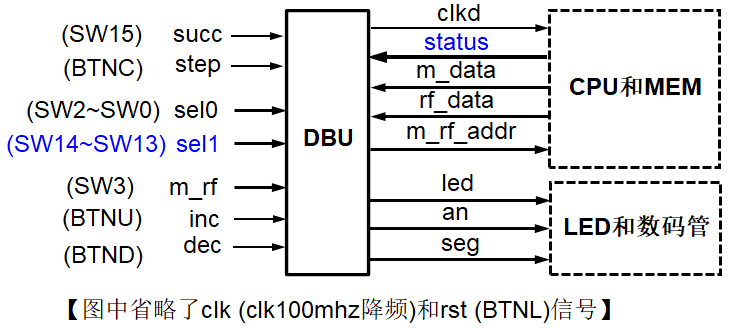 (SW15) succ
(BTNC) step
(SW2~SW0) sel0
(SW14~SW13) sel1
(SW3) m_rf
(BTNU) inc
(BTND) dec
DBU
clkd
status
m_data
rf_data
m_rf_addr
CPU和MEM
led
an
seg
LED和数码管
【图中省略了clk (clk100mhz降频)和rst (BTNL)信号】